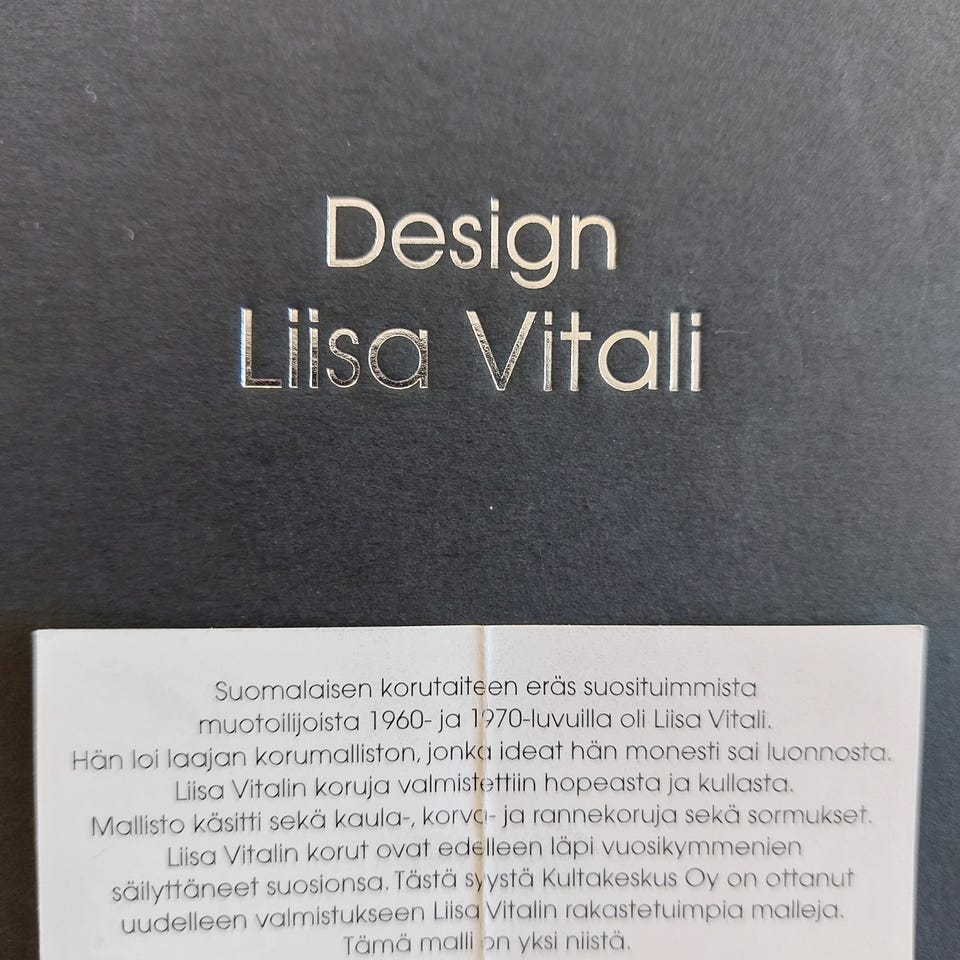 Design
Liisa Vitali
Suomalaisen korutaiteen eräs suosituimmista
muotoilijoista 1960- ja 1970-luvuilla oli Liisa Vitali.
Hän loi laajan korumalliston, jonka ideat hän monesti sai luonnosta.
Liisa Vitalin koruja valmistettiin hopeasta ja kullasta.
Mallisto käsitti sekä kaula-, korva- ja rannekoruja sekä sormukset.
Liisa Vitalin korut ovat edelleen läpi vuosikymmenien
säilyttäneet suosionsa. Tästä syystä Kultakeskus Oy on ottanut
uudelleen valmistukseen Liisa Vitalin rakastetuimpia malleja.
Tämä malli on yksi niistä.